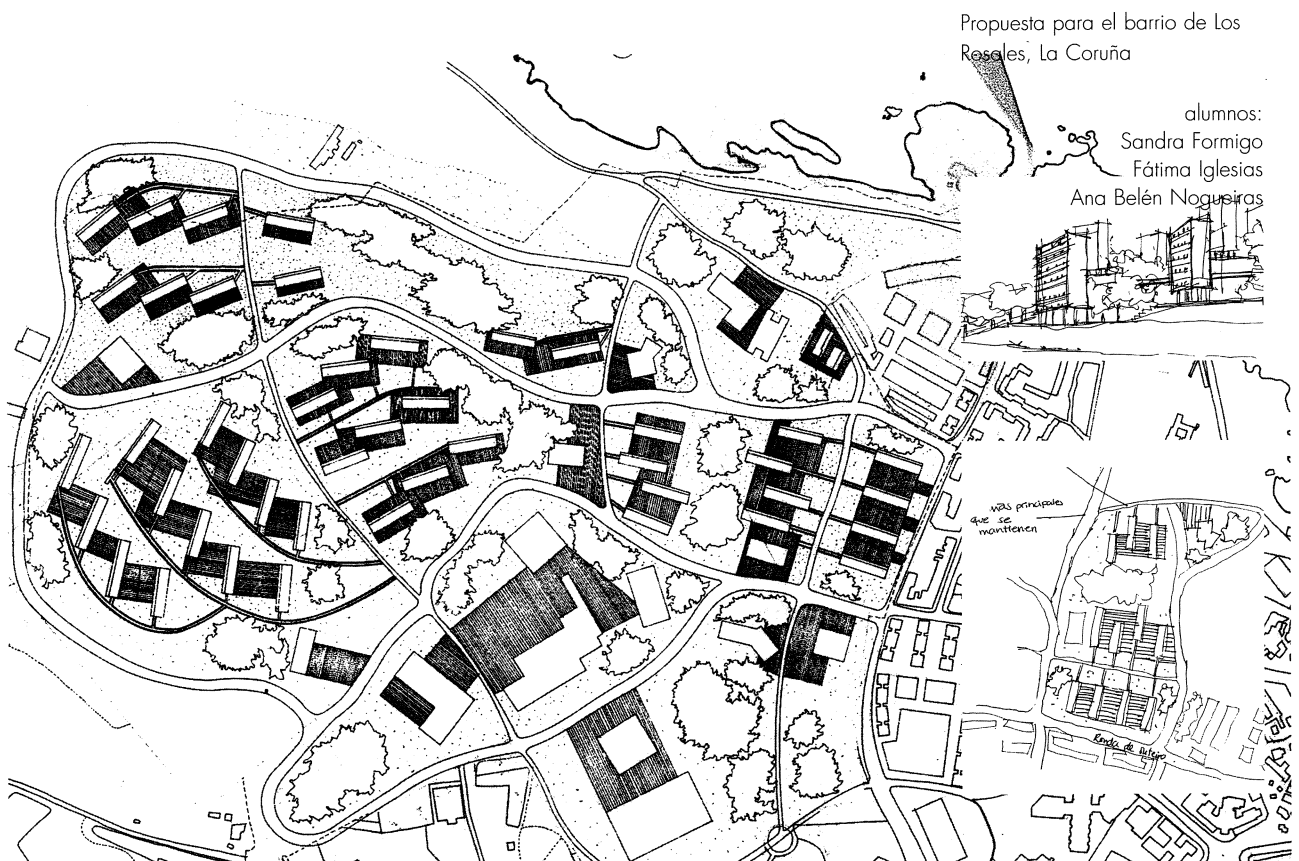 Propuesta para el barrio de Los
Rosales, La Coruña
alumnos:
Sandra Formigo
Fátima Iglesias
Ana Belén Nogueiras
vias principales
que se
mantienen
Ronda de Outeiro